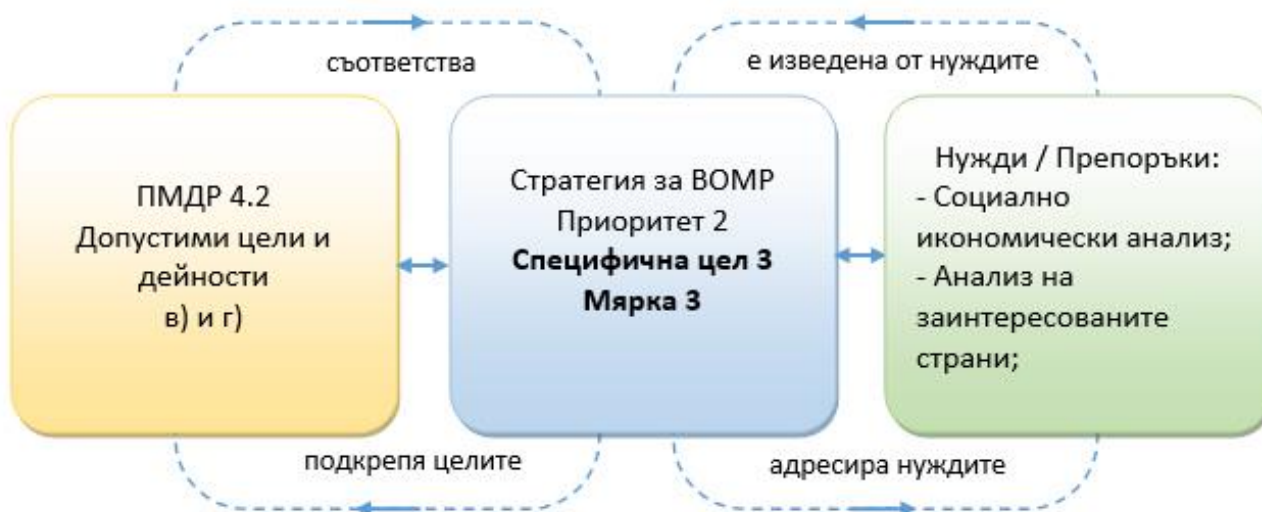 съответства
е изведена от нуждите
ПМДР 4.2
Допустими цели и
дейности
в) и г)
Стратегия за ВОМР
Приоритет 2
Специфична цел 3
Мярка 3
Нужди / Препоръки:
- Социално
икономически анализ;
- Анализ на
заинтересованите
страни;
подкрепя целите
адресира нуждите